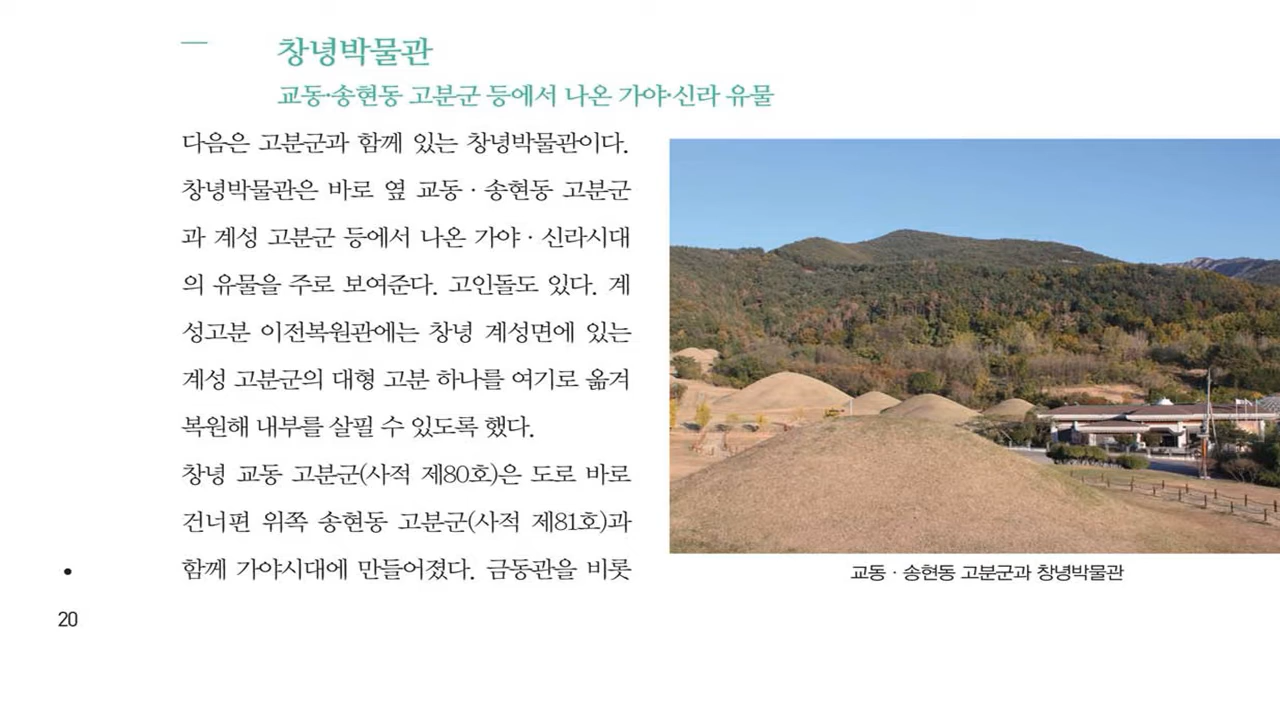 창녕박물관
교동·송현동 고분군 등에서 나온 가야·신라 유물
다음은 고분군과 함께 있는 창녕박물관이다.
창녕박물관은 바로 옆 교동 · 송현동 고분군
과 계성 고분군 등에서 나온 가야 · 신라시대
의 유물을 주로 보여준다. 고인돌도 있다. 계
성고분 이전복원관에는 창녕 계성면에 있는
계성 고분군의 대형 고분 하나를 여기로 옮겨
복원해 내부를 살필 수 있도록 했다.
창녕 교동 고분군(사적 제80호)은 도로 바로
건너편 위쪽 송현동 고분군(사적 제81호)과
함께 가야시대에 만들어졌다. 금동관을 비롯
교동 · 송현동 고분군과 창녕박물관
20